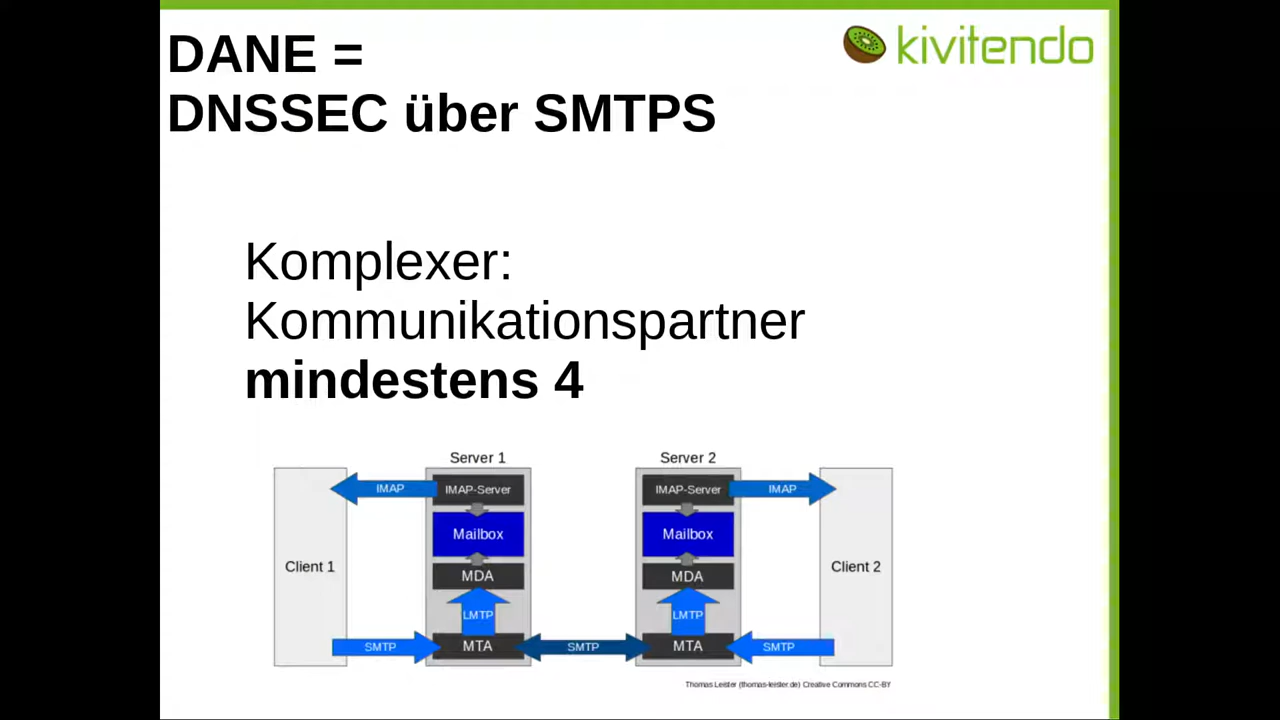 DANE =
DNSSEC über SMTPS
kivitendo
Komplexer:
Kommunikationspartner
mindestens 4
Server 1
Server 2
IMAP
IMAP-Server
IMAP-Server
IMAP
Mailbox
Mailbox
Client 1
MDA
MDA
Client 2
LMTP
LMTP
SMTP
MTA
SMTP
MTA
SMTP
Thomas Leister (thomas-leister.de) Creative Commons CC-BY